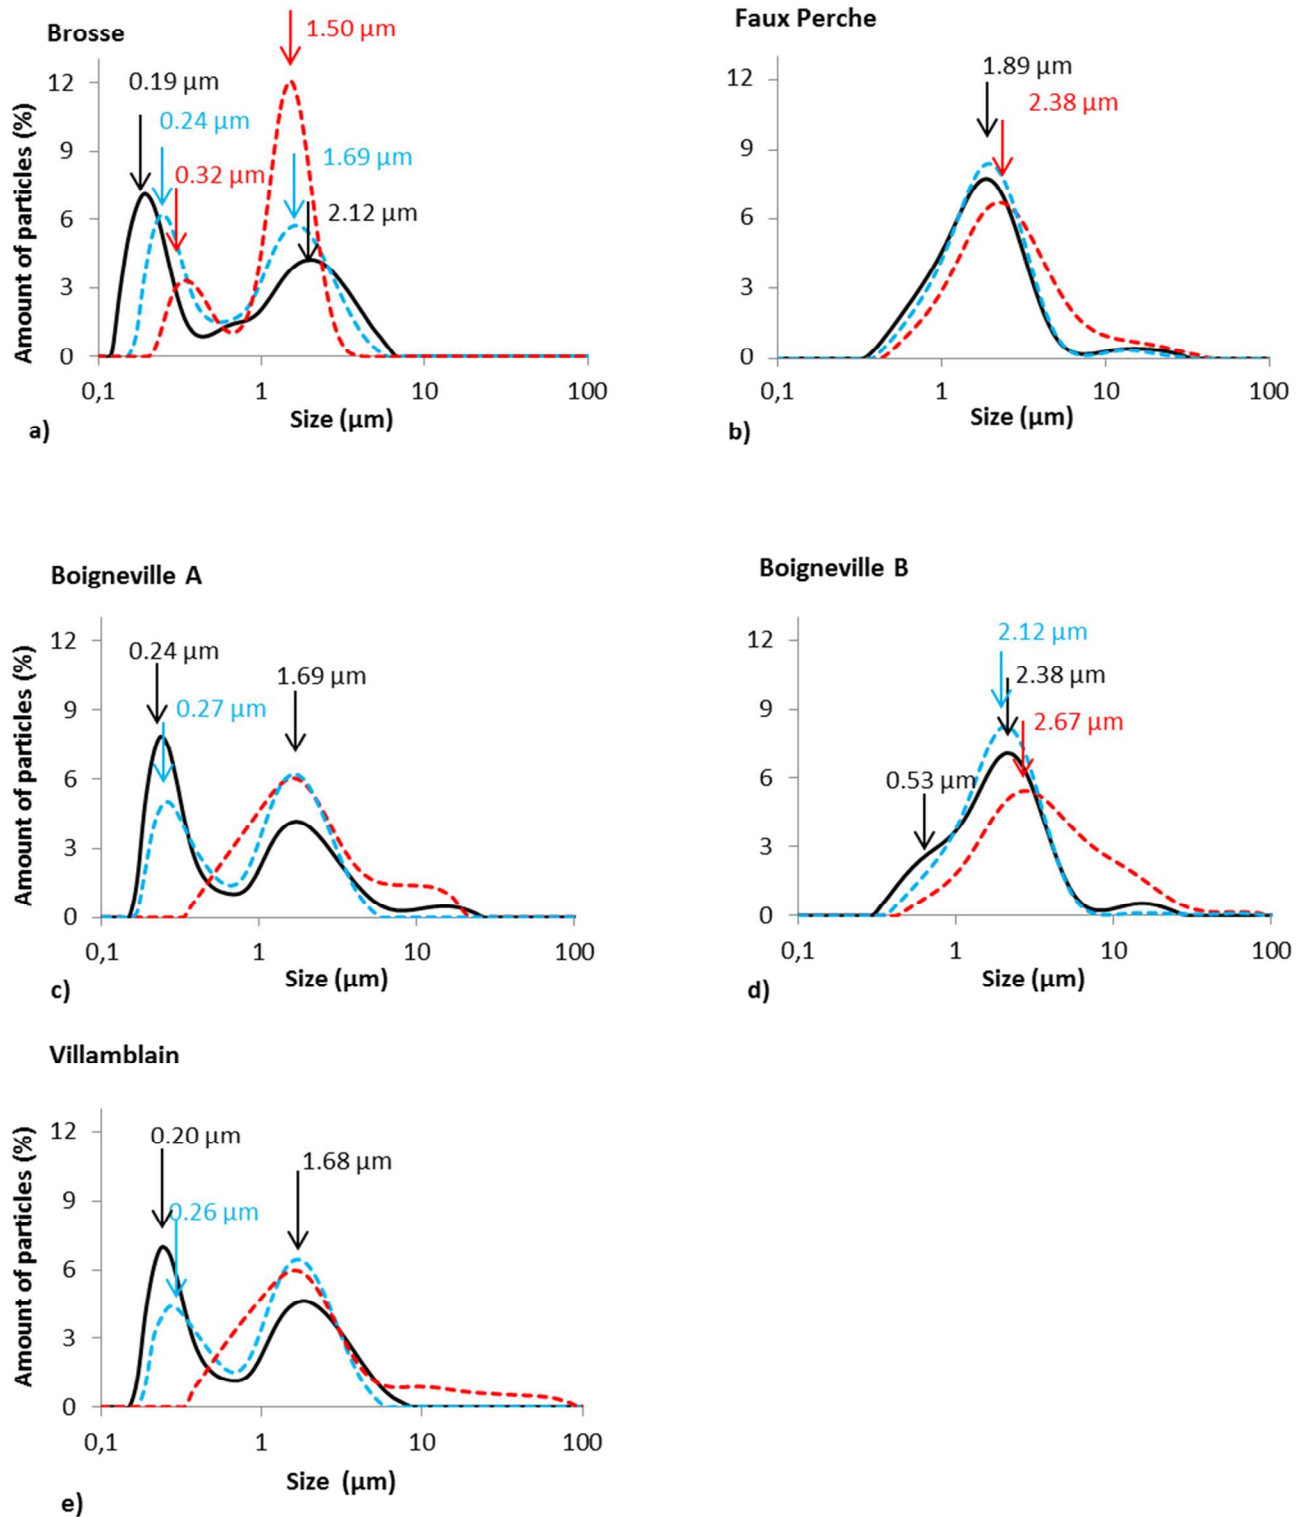 Brosse
1.50 µm
0.19 µm
0.24 µm
0.32 µm
1.69 µm
2.12 µm
Amount of particles (%)
12
9
6
3
0
0,1 1 10 100
Size (µm)
a)
Faux Perche
1.89 µm
2.38 µm
12
9
6
3
0
0,1 1 10 100
Size (µm)
b)
Boigneville A
0.24 µm
1.69 µm
0.27 µm
Amount of particles (%)
12
9
6
3
0
0,1 1 10 100
Size (µm)
c)
Boigneville B
2.12 µm
2.38 µm
2.67 µm
0.53 µm
12
9
6
3
0
0,1 1 10 100
Size (µm)
d)
Villamblain
0.20 µm
1.68 µm
0.26 µm
Amount of particles (%)
12
9
6
3
0
0,1 1 10 100
Size (µm)
e)